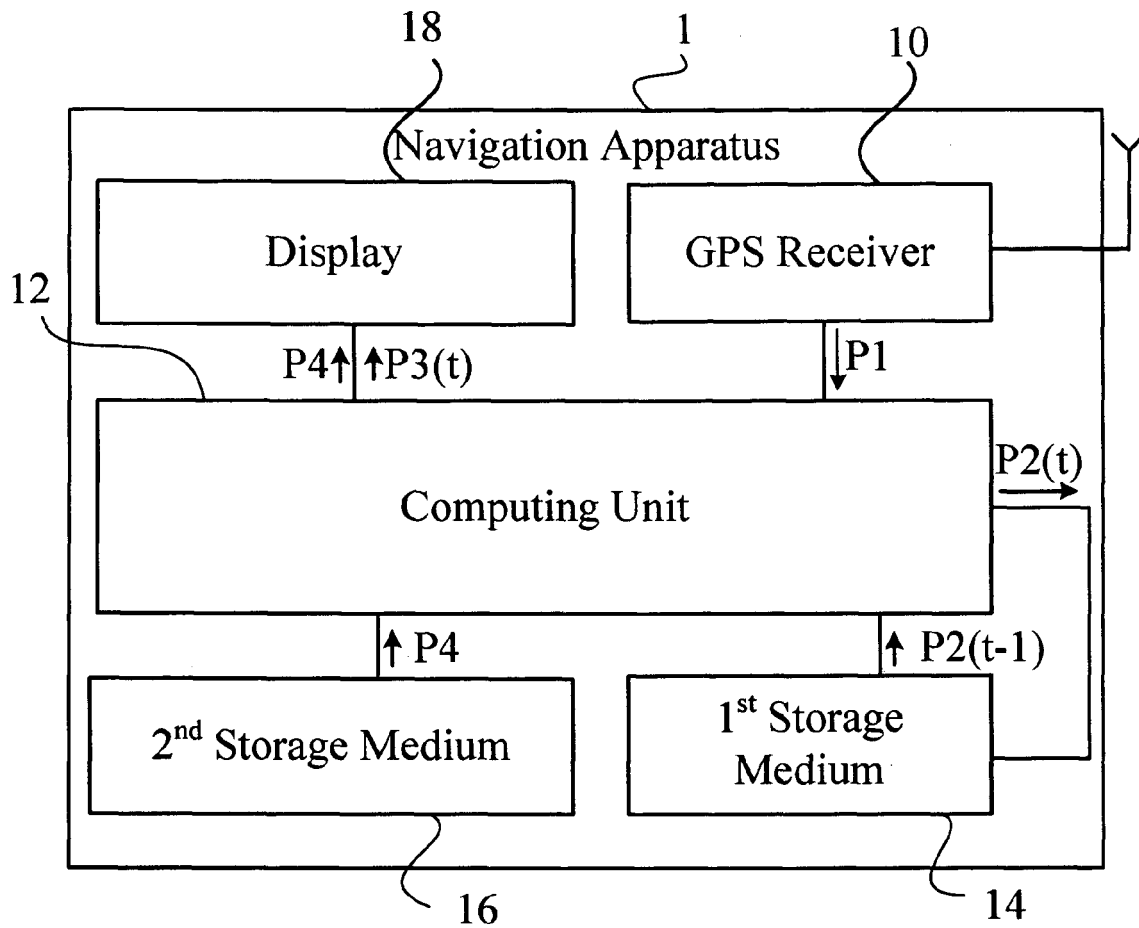 18
1
10
Navigation Apparatus
Display
GPS Receiver
12
P4
P3(t)
P1
P2(t)
Computing Unit
P4
P2(t-1)
2nd Storage Medium
1st Storage
Medium
16
14